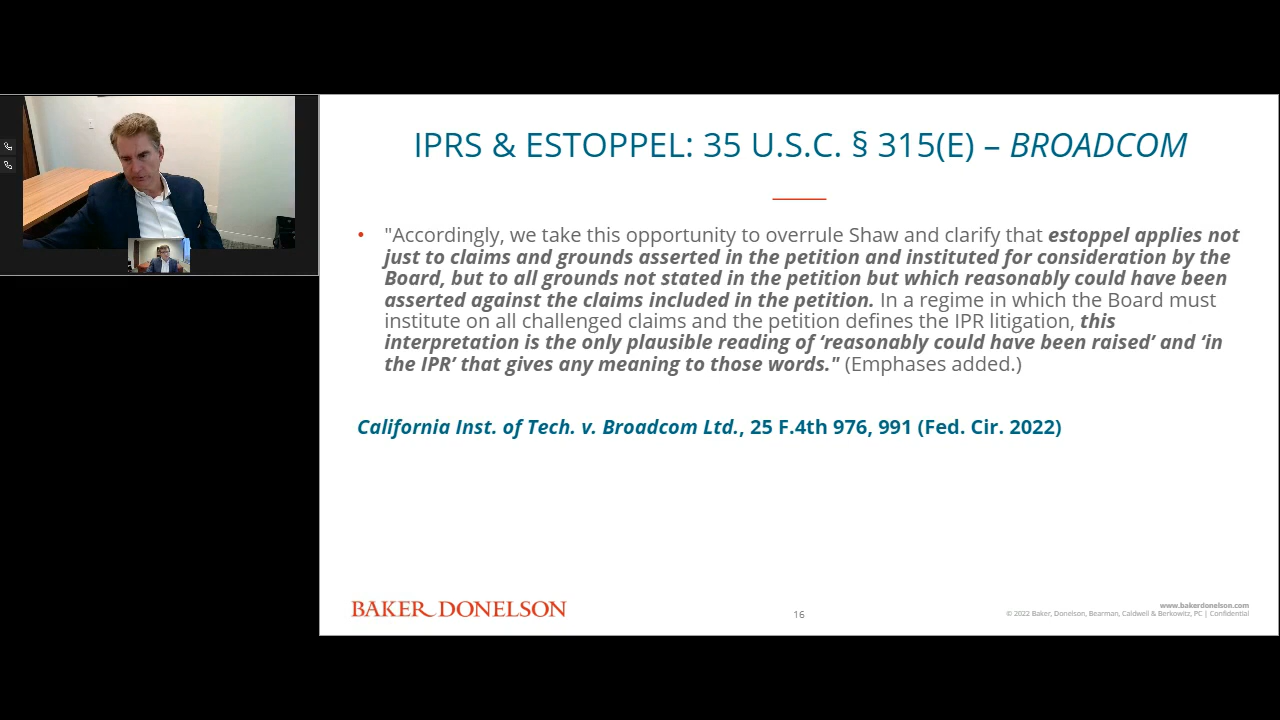 IPRS & ESTOPPEL: 35 U.S.C. § 315(E) – BROADCOM
• "Accordingly, we take this opportunity to overrule Shaw and clarify that estoppel applies not
just to claims and grounds asserted in the petition and instituted for consideration by the
Board, but to all grounds not stated in the petition but which reasonably could have been
asserted against the claims included in the petition. In a regime in which the Board must
institute on all challenged claims and the petition defines the IPR litigation, this
interpretation is the only plausible reading of ‘reasonably could have been raised’ and ‘in
the IPR’ that gives any meaning to those words." (Emphases added.)
California Inst. of Tech. v. Broadcom Ltd., 25 F.4th 976, 991 (Fed. Cir. 2022)
BAKER DONELSON
16
www.bakerdonelson.com
© 2022 Baker, Donelson, Bearman, Caldwell & Berkowitz, PC | Confidential